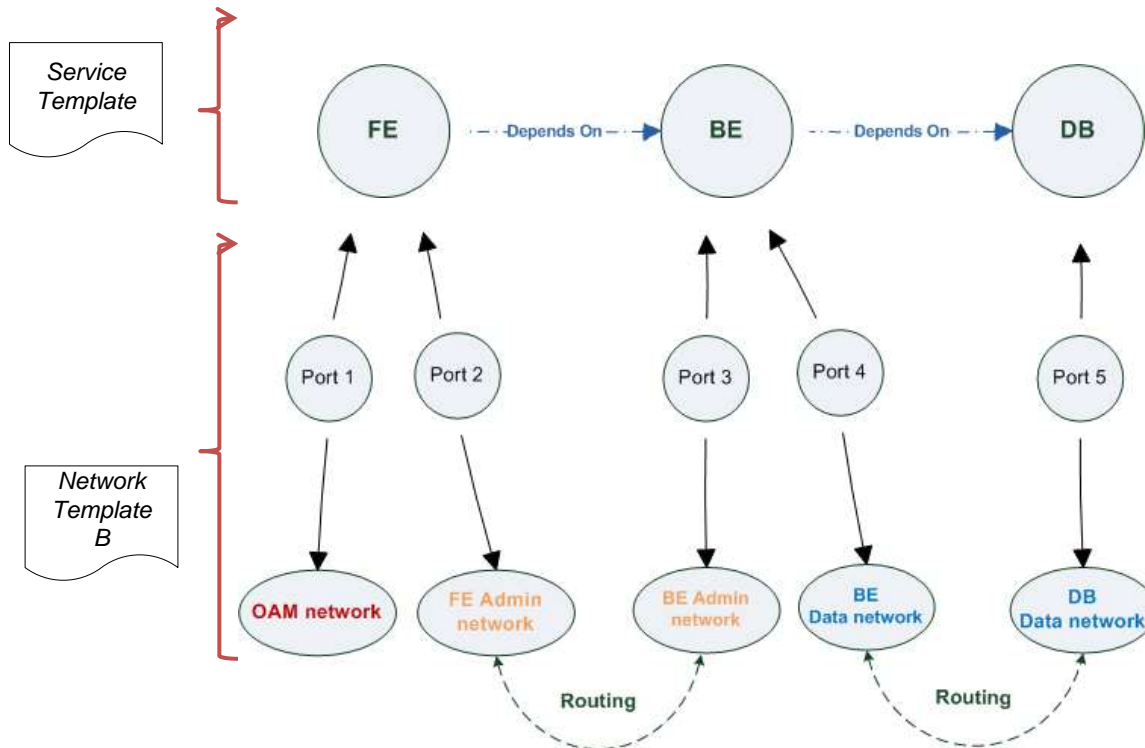 Service
Template
FE
Depends On
BE
Depends On
DB
Port 1
Port 2
Port 3
Port 4
Port 5
Network
Template
B
OAM network
FE Admin
network
BE Admin
network
BE
Data network
DB
Data network
Routing
Routing